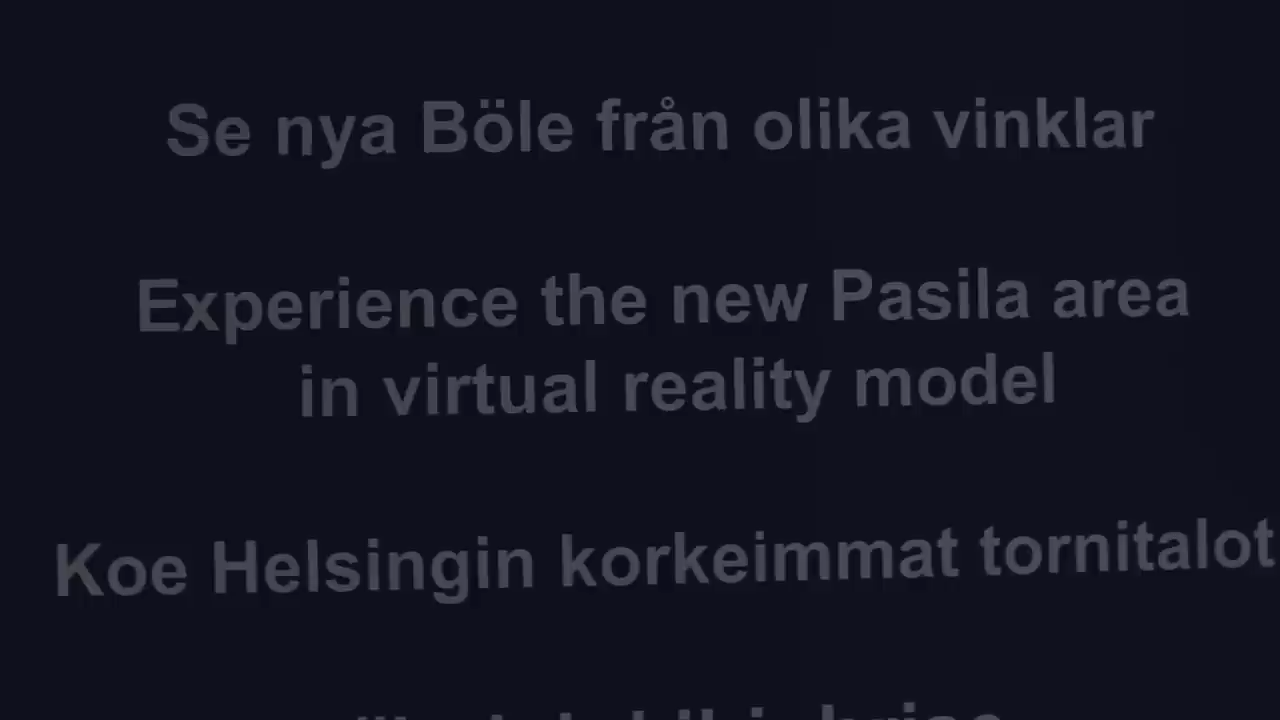 Se nya Böle från olika vinklar
Experience the new Pasila area
in virtual reality model
Koe Helsingin korkeimmat tornitalot